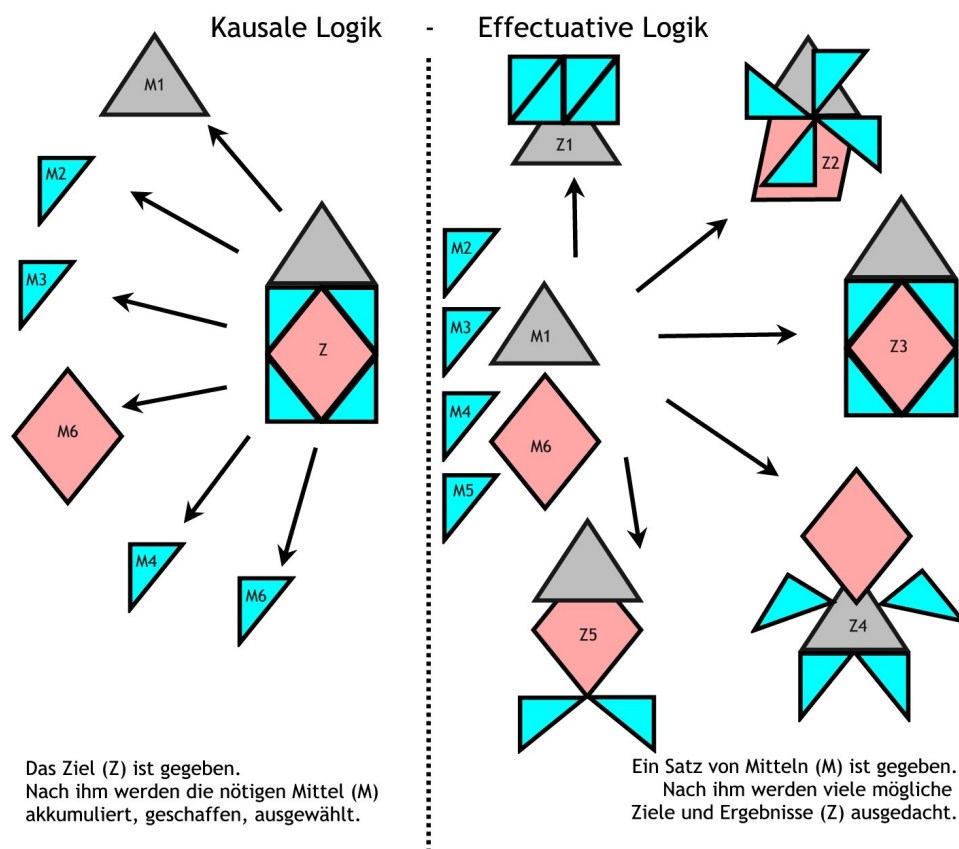 Kausale Logik - Effectuative Logik
M1
M2
M3
Z
M6
M4
M6
Das Ziel (Z) ist gegeben.
Nach ihm werden die nötigen Mittel (M)
akkumuliert, geschaffen, ausgewählt.
Z1
Z2
M2
M3
M1
Z3
M4
M6
M5
Z5
Z4
Ein Satz von Mitteln (M) ist gegeben.
Nach ihm werden viele mögliche
Ziele und Ergebnisse (Z) ausgedacht.